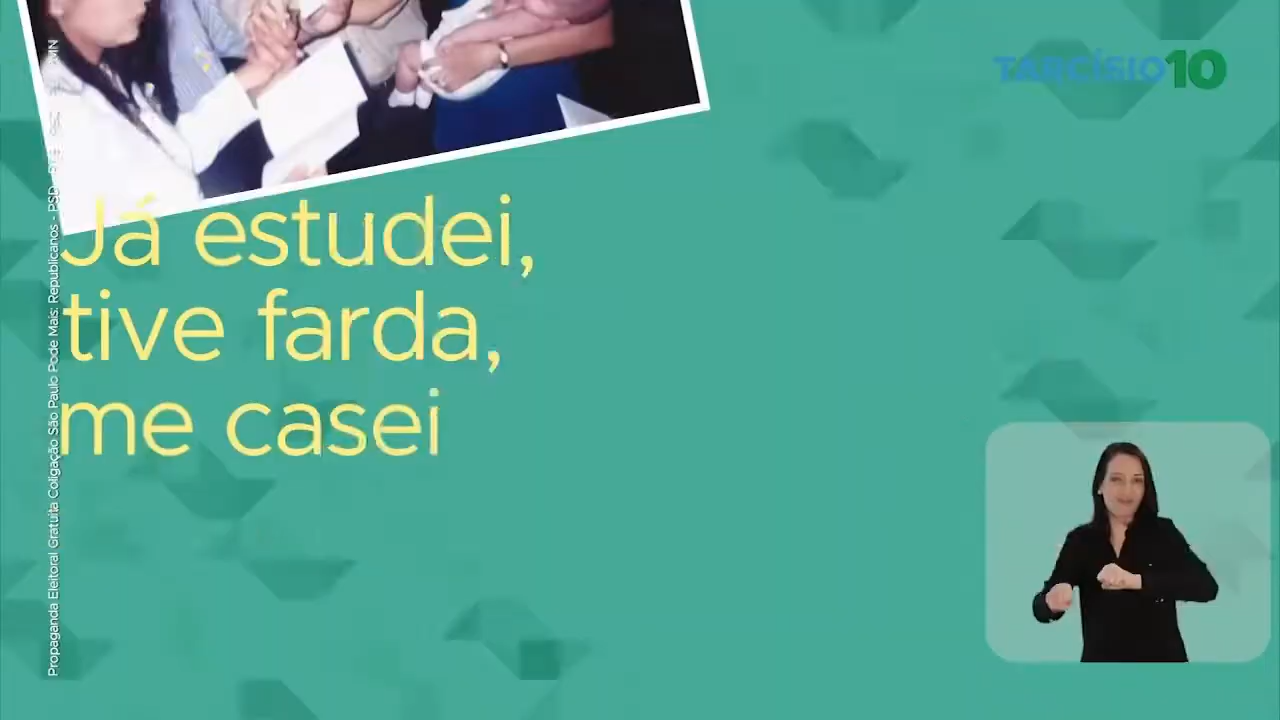 TARCÍSIO10
Já estudei,
tive farda,
me casei
Propaganda Eleitoral Gratuita Coligação São Paulo Pode Mais: Republicanos - PSD